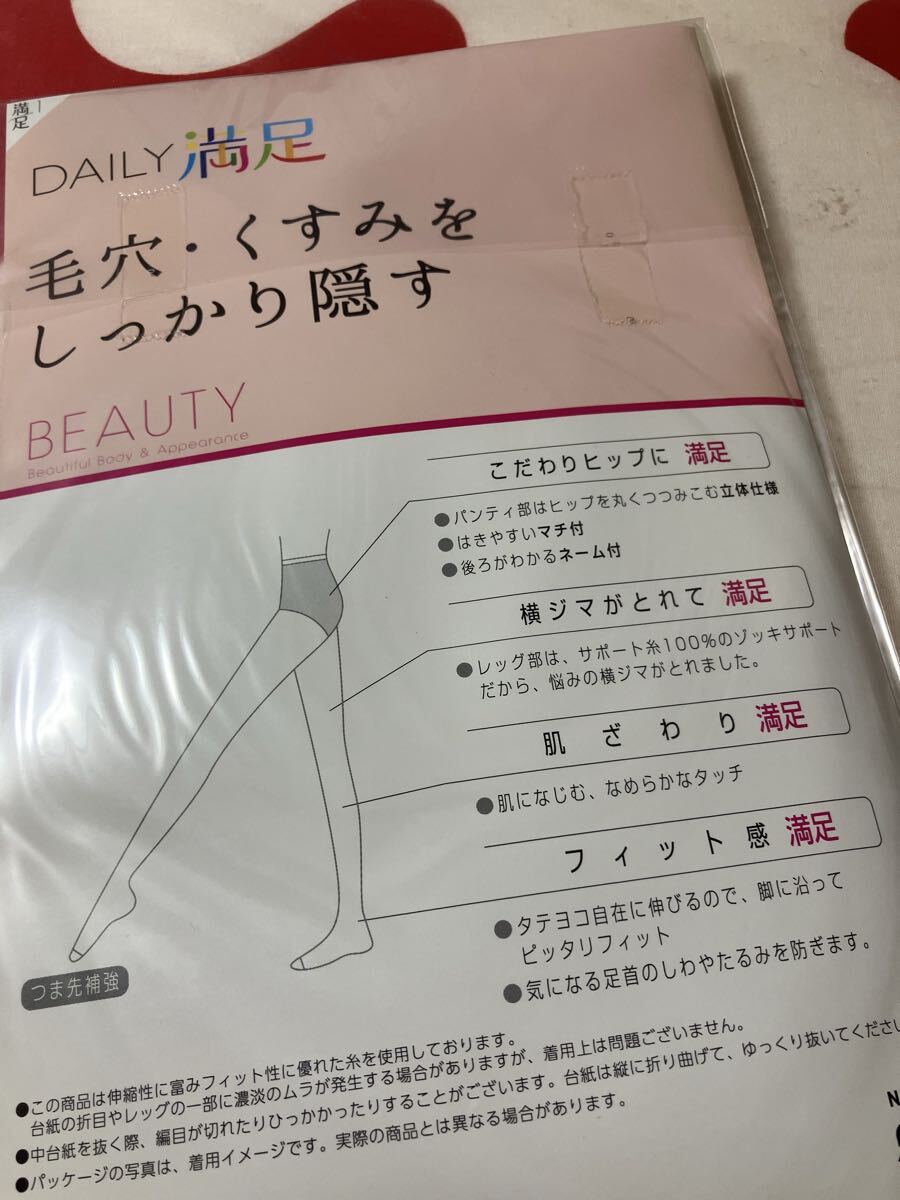 満足
DAILY 満足
毛穴・くすみを
しっかり隠す
BEAUTY
Beautiful Body & Appearance
こだわりヒップに 満足
●パンティ部はヒップを丸くつつみこむ立体仕様
●はきやすいマチ付
●後ろがわかるネーム付
横ジマがとれて 満足
●レッグ部は、サポート糸100%のゾッキサポート
だから、悩みの横ジマがとれました。
肌ざわり 満足
●肌になじむ、なめらかなタッチ
フィット感 満足
●タテヨコ自在に伸びるので、脚に沿って
ピッタリフィット
●気になる足首のしわやたるみを防ぎます。
つま先補強
●この商品は伸縮性に富みフィット性に優れた糸を使用しております。
台紙の折目やレッグの一部に濃淡のムラが発生する場合がありますが、着用上は問題ございません。
●中台紙を抜く際、編目が切れたりひっかかったりすることがございます。台紙は縦に折り曲げて、ゆっくり抜いてください
●パッケージの写真は、着用イメージです。実際の商品とは異なる場合があります。
N